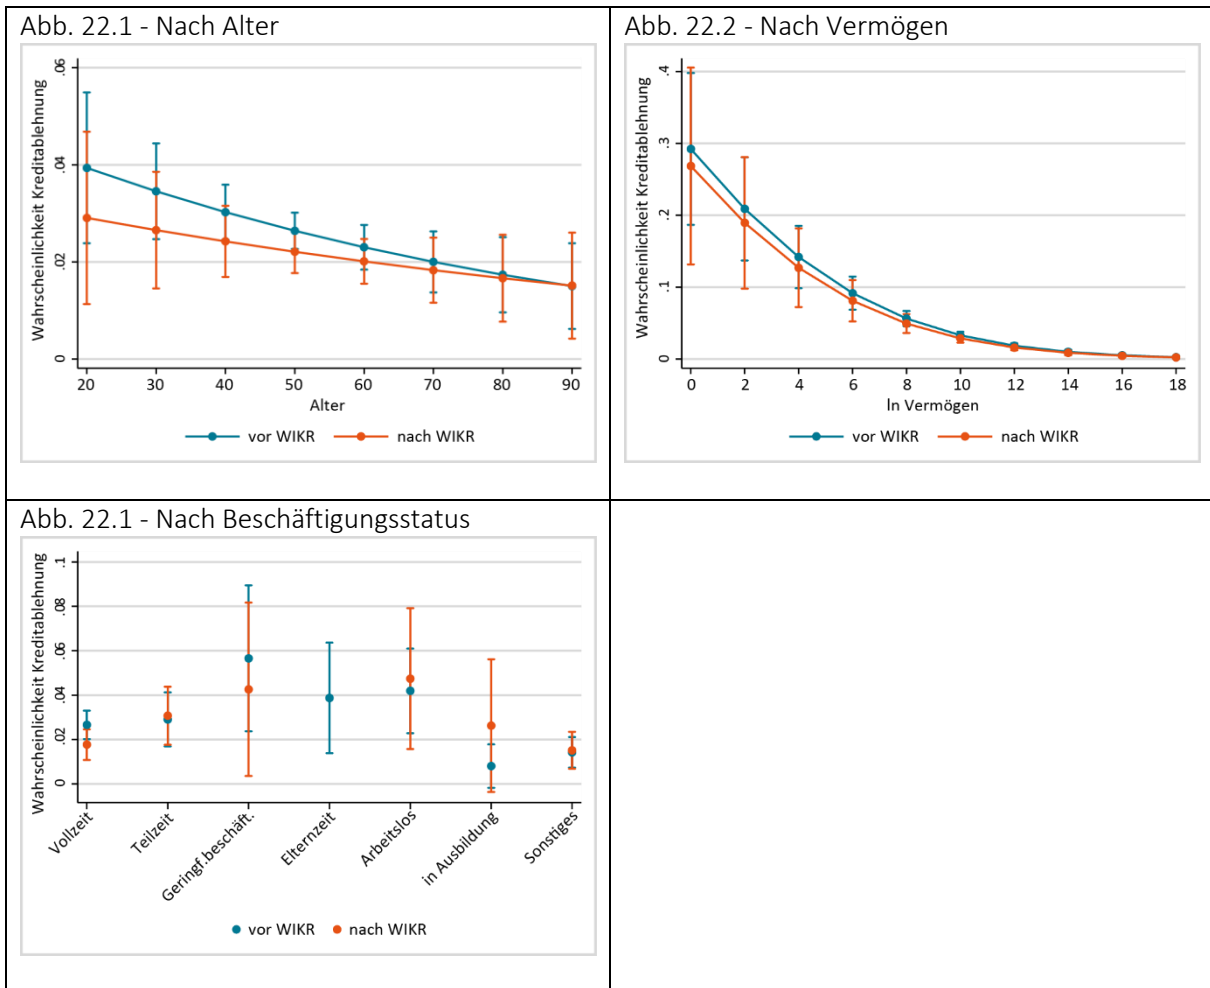 Abb. 22.1 - Nach Alter
Wahrscheinlichkeit Kreditablehnung
.06
.04
.02
0
20 30 40 50 60 70 80 90
Alter
vor WIKR nach WIKR
Abb. 22.2 - Nach Vermögen
Wahrscheinlichkeit Kreditablehnung
.4
.3
.2
.1
0
0 2 4 6 8 10 12 14 16 18
ln Vermögen
vor WIKR nach WIKR
Abb. 22.1 - Nach Beschäftigungsstatus
Wahrscheinlichkeit Kreditablehnung
.1
.08
.06
.04
.02
0
Vollzeit
Teilzeit
Geringf.beschäft.
Elternzeit
Arbeitslos
in Ausbildung
Sonstiges
vor WIKR nach WIKR